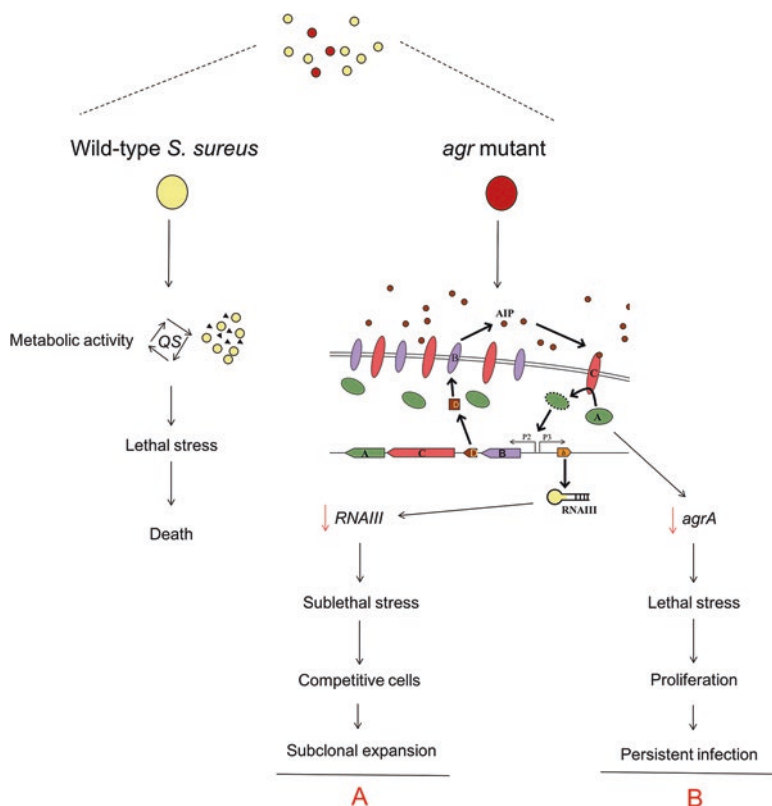 Wild-type S. sureus
agr mutant
AIP
Metabolic activity
QS
B
C
D
A
P2
P3
A
C
B
RNAIII
Lethal stress
RNAIII
agrA
Death
Sublethal stress
Lethal stress
Competitive cells
Proliferation
Subclonal expansion
Persistent infection
A
B